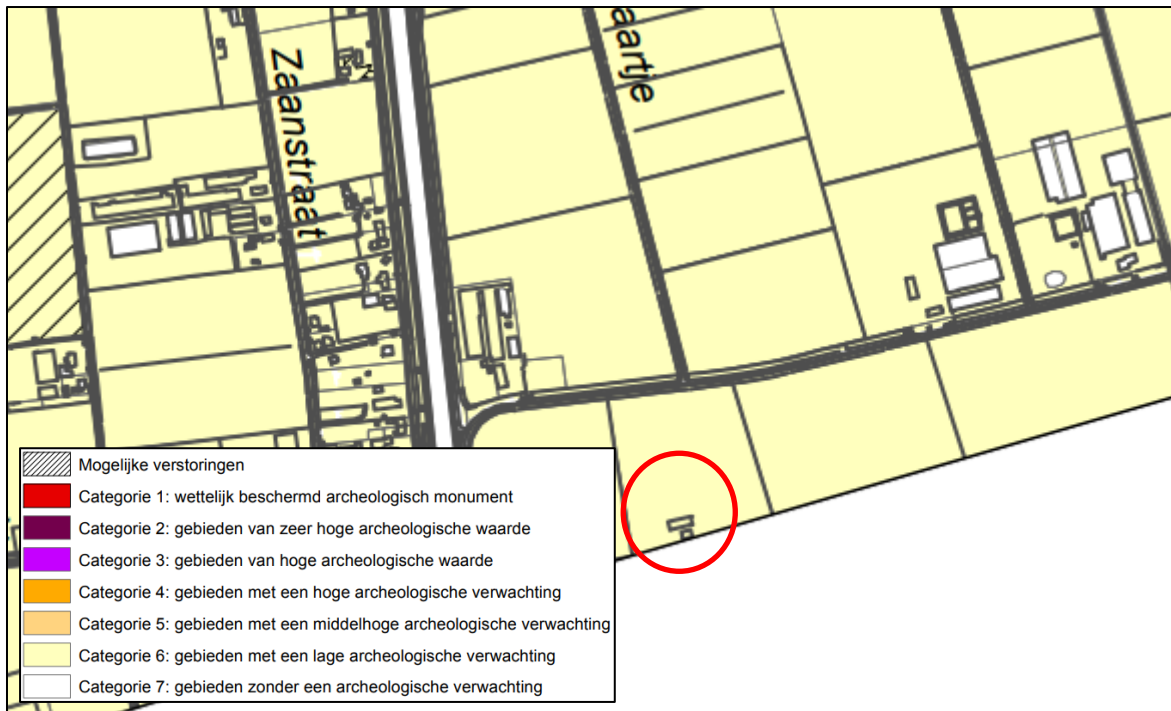 Zaanstraat
aartje
Mogelijke verstoringen
Categorie 1: wettelijk beschermd archeologisch monument
Categorie 2: gebieden van zeer hoge archeologische waarde
Categorie 3: gebieden van hoge archeologische waarde
Categorie 4: gebieden met een hoge archeologische verwachting
Categorie 5: gebieden met een middelhoge archeologische verwachting
Categorie 6: gebieden met een lage archeologische verwachting
Categorie 7: gebieden zonder een archeologische verwachting